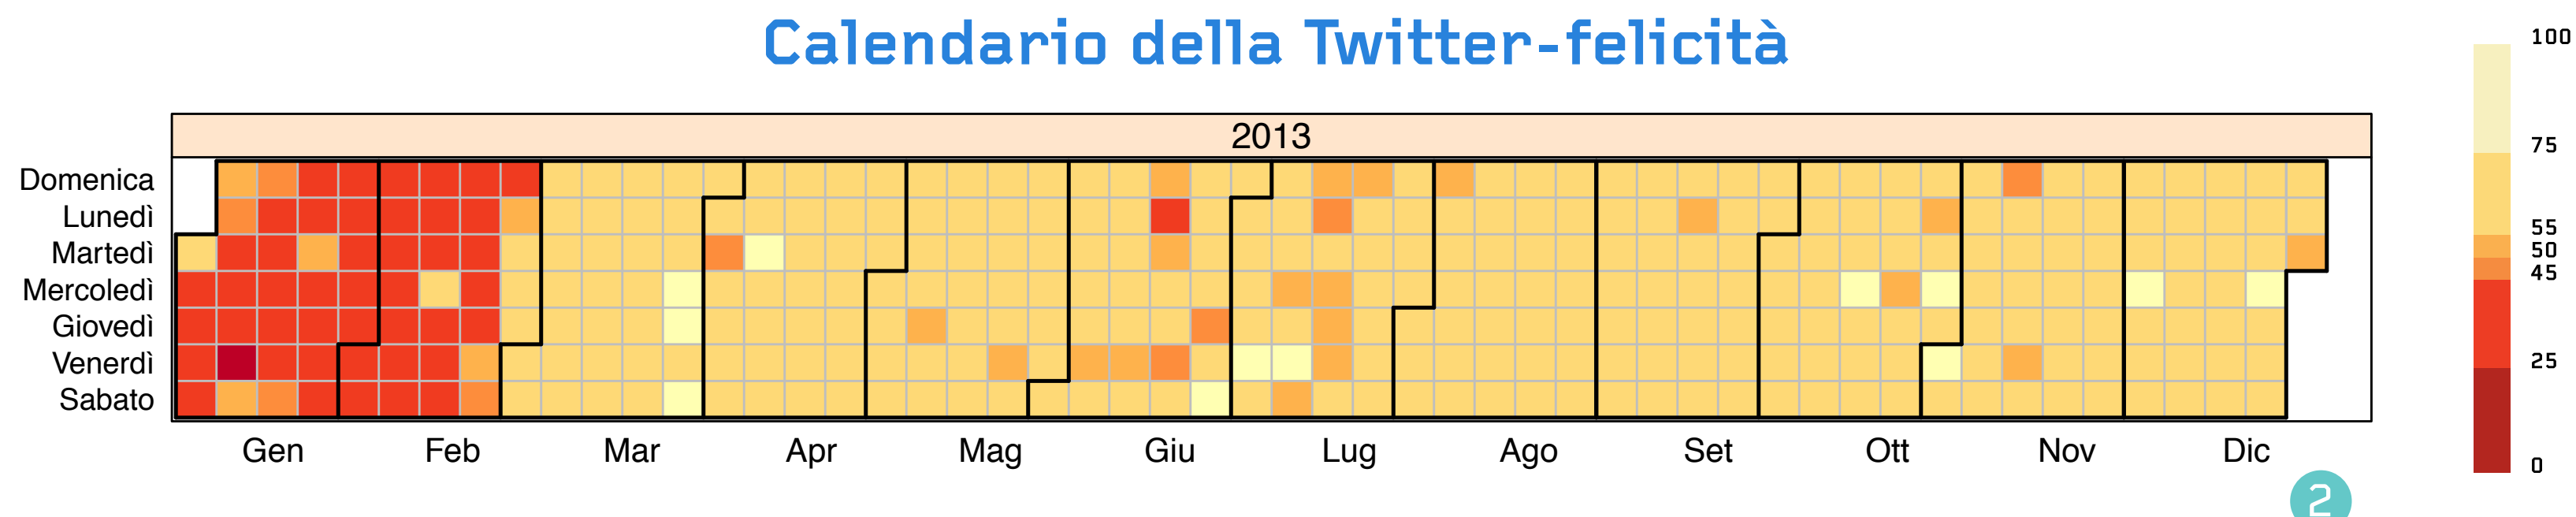 Calendario della Twitter-felicità
2013
Domenica
Lunedì
Martedì
Mercoledì
Giovedì
Venerdì
Sabato
Gen Feb Mar Apr Mag Giu Lug Ago Set Ott Nov Dic
100
75
55
50
45
25
0
2